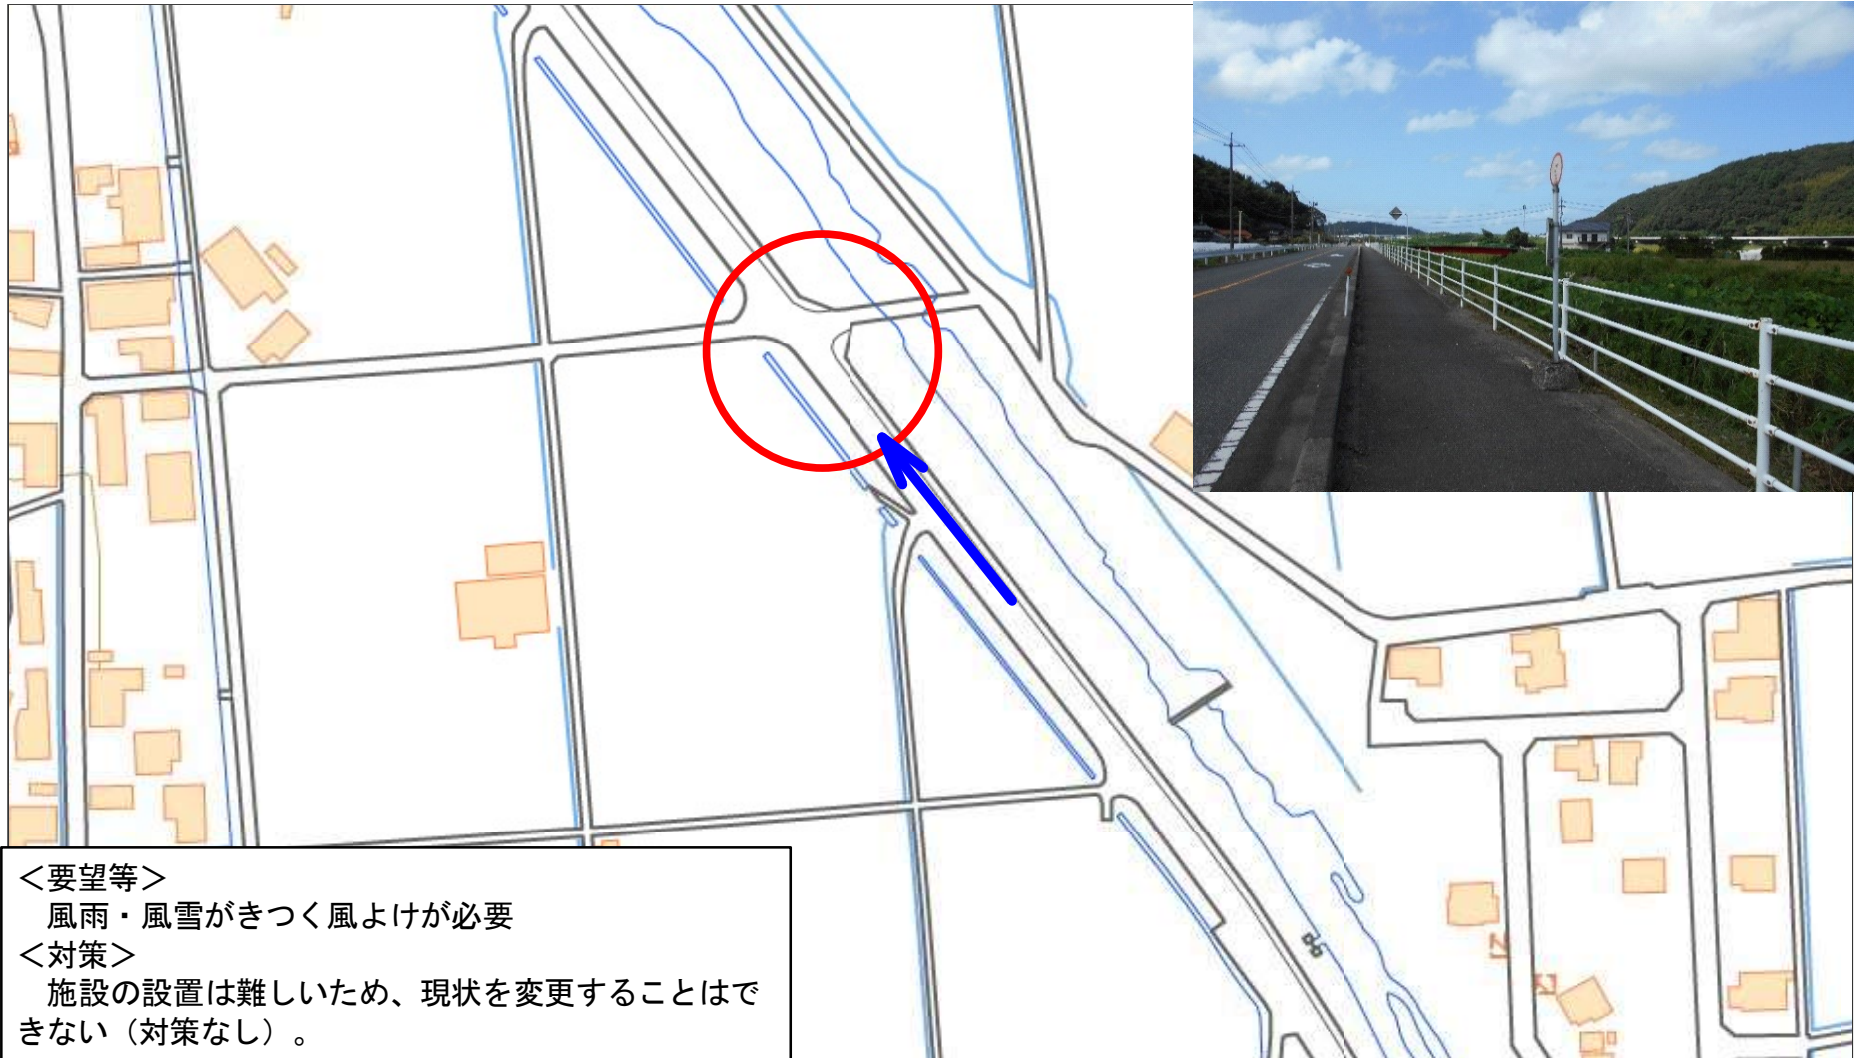 ＜要望等＞
風雨・風雪がきつく風よけが必要
＜対策＞
施設の設置は難しいため、現状を変更することはで
きない（対策なし）。